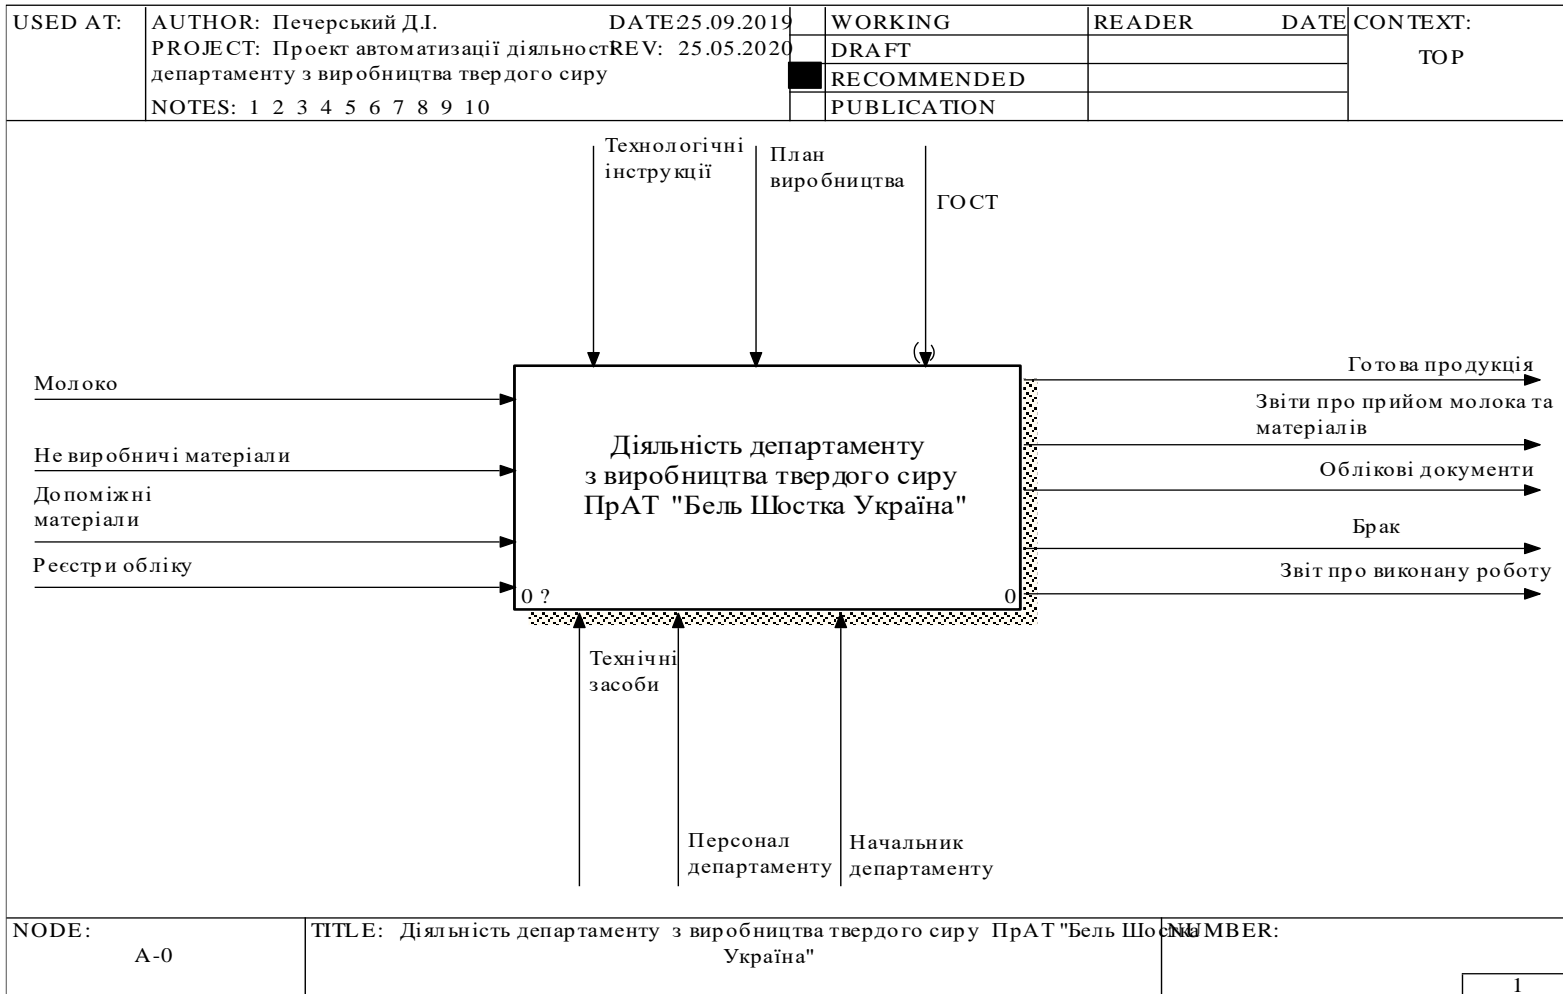 USED AT:
AUTHOR: Печерський Д.І.
DATE: 25.09.2019
PROJECT: Проект автоматизації діяльності
REV: 25.05.2020
департаменту з виробництва твердого сиру
NOTES: 1 2 3 4 5 6 7 8 9 10
WORKING
DRAFT
RECOMMENDED
PUBLICATION
READER
DATE
CONTEXT:
TOP
Технологічні
інструкції
План
виробництва
ГОСТ
Молоко
Не виробничі матеріали
Допоміжні
матеріали
Реєстри обліку
Діяльність департаменту
з виробництва твердого сиру
ПрАТ "Бель Шостка Україна"
0 ?
0
Готова продукція
Звіти про прийом молока та
матеріалів
Облікові документи
Брак
Звіт про виконану роботу
Технічні
засоби
Персонал
департаменту
Начальник
департаменту
NODE:
A-0
TITLE: Діяльність департаменту з виробництва твердого сиру ПрАТ "Бель Шостка
Україна"
NUMBER:
1